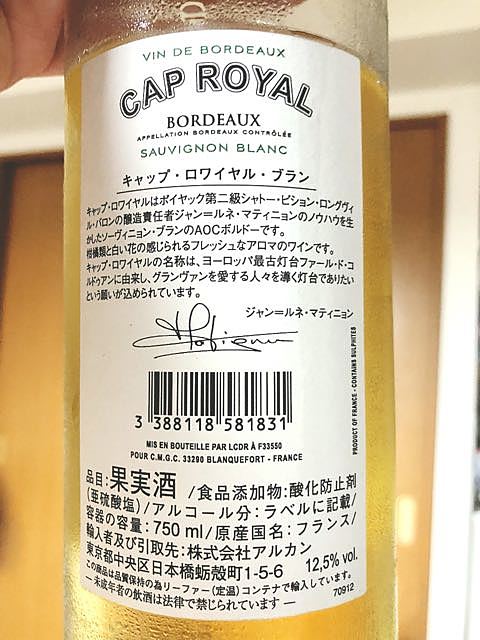 VIN DE BORDEAUX
CAP ROYAL
BORDEAUX
APPELLATION BORDEAUX CONTRÔLÉE
SAUVIGNON BLANC
キャップ・ロワイヤル・ブラン
キャップ・ロワイヤルはポイヤック第二級シャトー・ピション・ロングヴィ
ル・バロンの醸造責任者ジャン=ルネ・マティニョンのノウハウを生
かしたソーヴィニョン・ブランのAOCボルドーです。
柑橘類と白い花の感じられるフレッシュなアロマのワインです。
キャップ・ロワイヤルの名称は、ヨーロッパ最古灯台ファール・ド・コ
ルドゥアンに由来し、グランヴァンを愛する人々を導く灯台でありたい
という願いが込められています。
ジャン=ルネ・マティニョン
PRODUCT OF FRANCE - CONTAINS SULPHITES
3 388118 581831
MIS EN BOUTEILLE PAR LCDR À F33550
POUR C.M.G.C. 33290 BLANQUEFORT - FRANCE
品目:果実酒 /食品添加物:酸化防止剤
(亜硫酸塩)/アルコール分:ラベルに記載/
容器の容量:750 ml/原産国名:フランス/
輸入者及び引取先:株式会社アルカン
東京都中央区日本橋蛎殻町1-5-6 12,5% vol.
この商品は品質保持の為リーファー(定温)コンテナで輸入しています。
70912
― 未成年者の飲酒は法律で禁じられています ―